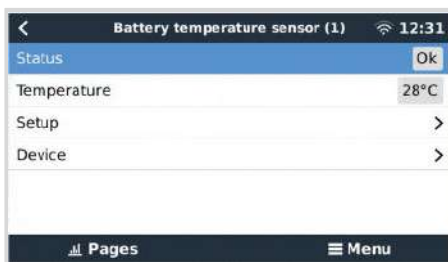 Battery temperature sensor (1) 12:31
Status Ok
Temperature 28°C
Setup
Device
Pages Menu